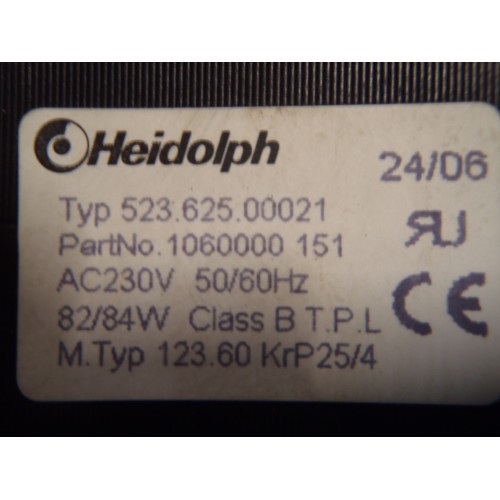 Heidolph
24/06
Typ 523.625.00021
PartNo.1060000 151
AC230V 50/60Hz
82/84W Class B T.P.L
CE
M.Typ 123.60 KrP25/4